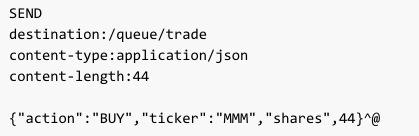 SEND
destination:/queue/trade
content-type:application/json
content-length:44

{"action":"BUY","ticker":"MMM","shares",44}^@